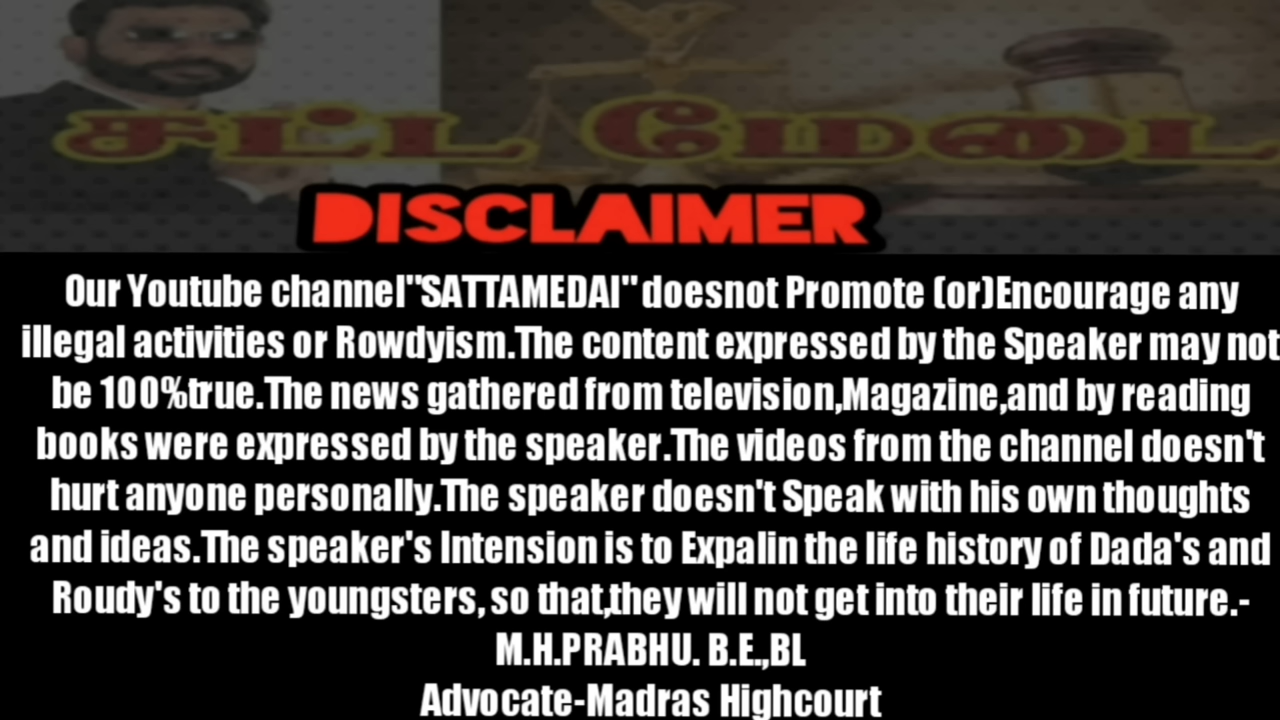 சட்ட மேடை
DISCLAIMER
Our Youtube channel"SATTAMEDAI" doesnot Promote (or)Encourage any
illegal activities or Rowdyism.The content expressed by the Speaker may not
be 100%true.The news gathered from television,Magazine,and by reading
books were expressed by the speaker.The videos from the channel doesn't
hurt anyone personally.The speaker doesn't Speak with his own thoughts
and ideas.The speaker's Intension is to Expalin the life history of Dada's and
Roudy's to the youngsters, so that,they will not get into their life in future.-
M.H.PRABHU. B.E.,BL
Advocate-Madras Highcourt